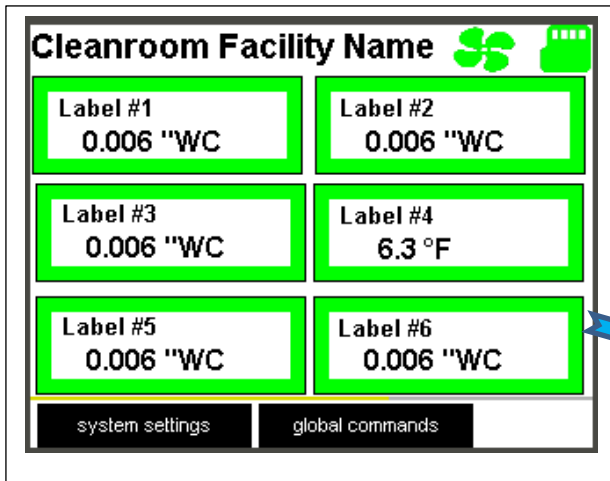 Cleanroom Facility Name
Label #1
0.006 "WC
Label #2
0.006 "WC
Label #3
0.006 "WC
Label #4
6.3 °F
Label #5
0.006 "WC
Label #6
0.006 "WC
system settings
global commands